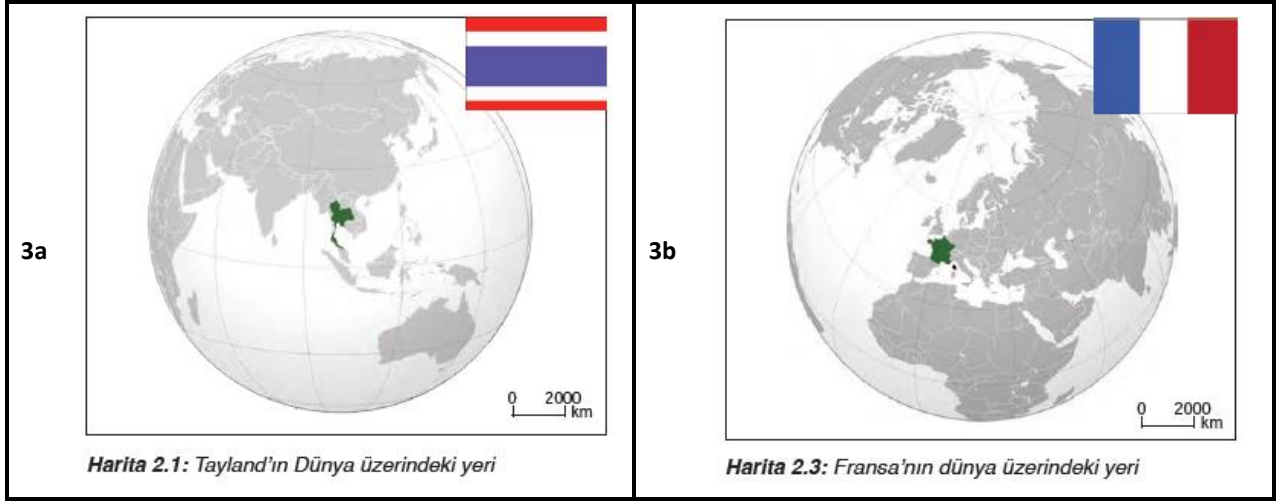 3a
0 2000
km
Harita 2.1: Tayland'ın Dünya üzerindeki yeri
3b
0 2000
km
Harita 2.3: Fransa'nın dünya üzerindeki yeri